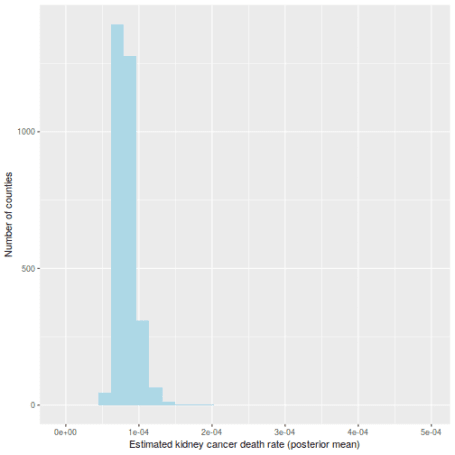 Number of counties
1000
500
0
0e+00 1e-04 2e-04 3e-04 4e-04 5e-04
Estimated kidney cancer death rate (posterior mean)